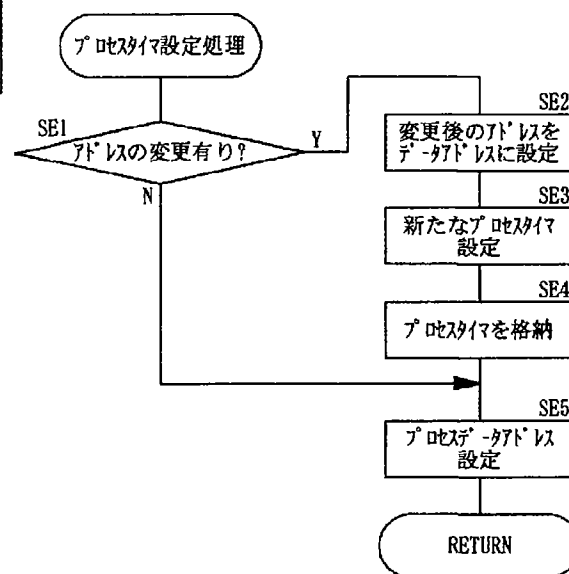 プロセスタイマ設定処理
SE1
アドレスの変更有り?
Y
N
SE2
変更後のアドレスを
データアドレスに設定
SE3
新たなプロセスタイマ
設定
SE4
プロセスタイマを格納
SE5
プロセスデータアドレス
設定
RETURN